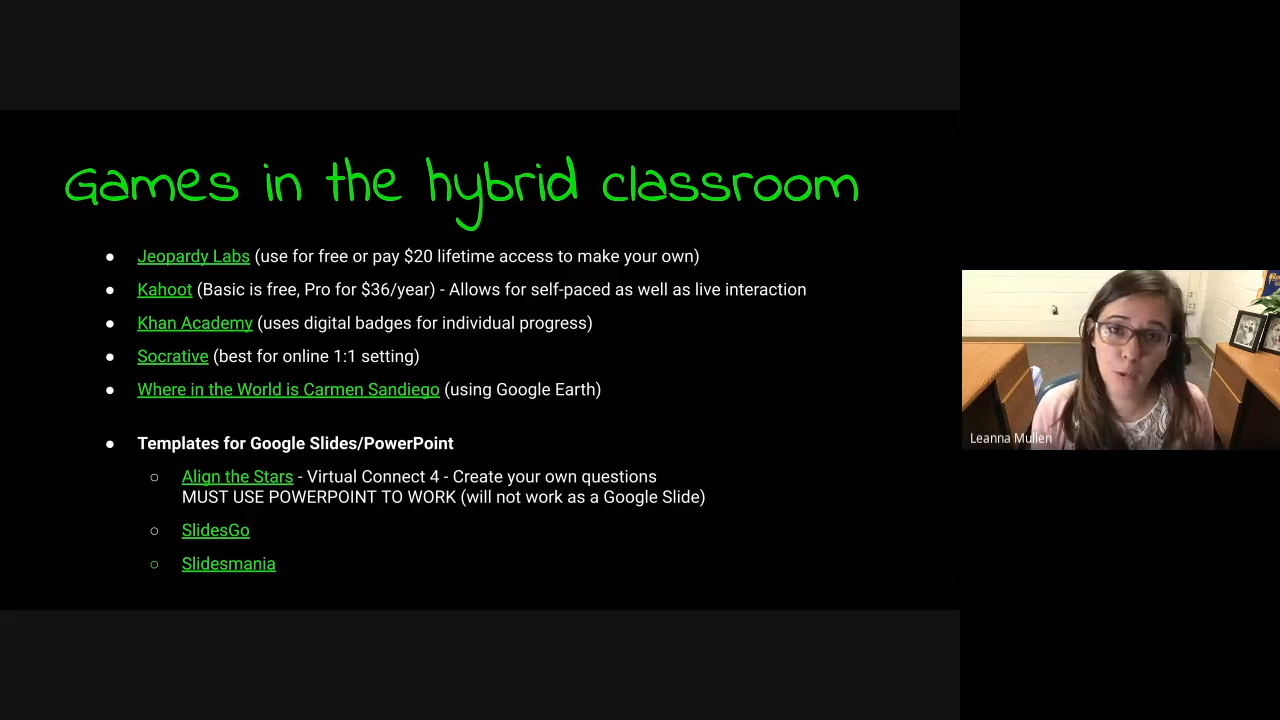 Games in the hybrid classroom
● Jeopardy Labs (use for free or pay $20 lifetime access to make your own)
● Kahoot (Basic is free, Pro for $36/year) - Allows for self-paced as well as live interaction
● Khan Academy (uses digital badges for individual progress)
● Socrative (best for online 1:1 setting)
● Where in the World is Carmen Sandiego (using Google Earth)
● Templates for Google Slides/PowerPoint
○ Align the Stars - Virtual Connect 4 - Create your own questions
MUST USE POWERPOINT TO WORK (will not work as a Google Slide)
○ SlidesGo
○ Slidesmania
Leanna Mullen